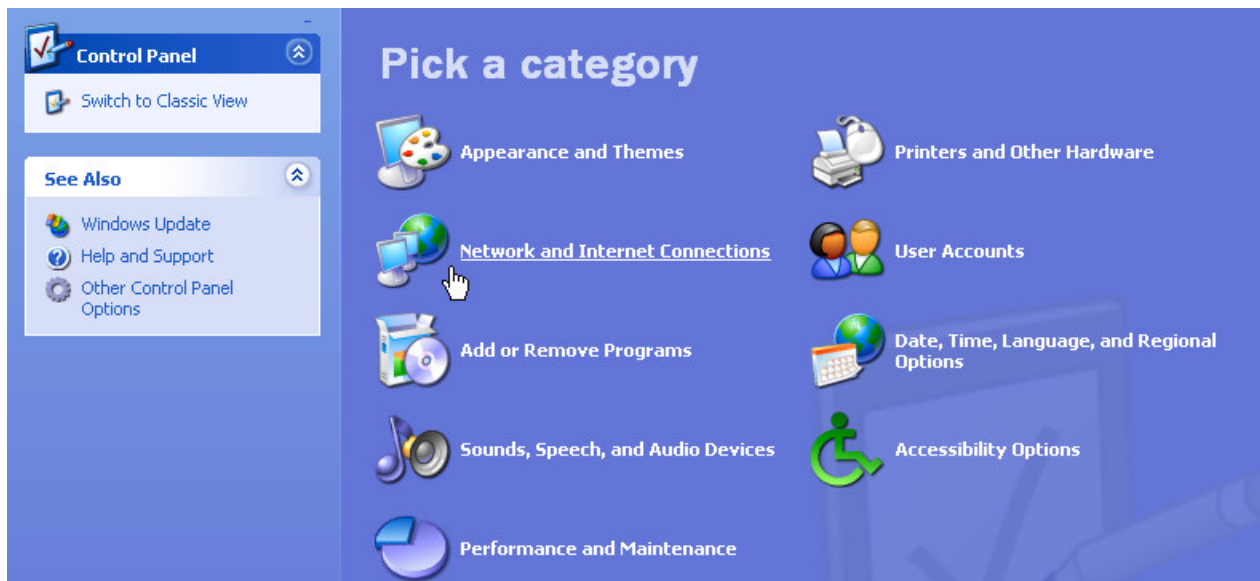 Control Panel
Switch to Classic View
See Also
Windows Update
Help and Support
Other Control Panel
Options
Pick a category
Appearance and Themes
Printers and Other Hardware
Network and Internet Connections
User Accounts
Add or Remove Programs
Date, Time, Language, and Regional
Options
Sounds, Speech, and Audio Devices
Accessibility Options
Performance and Maintenance